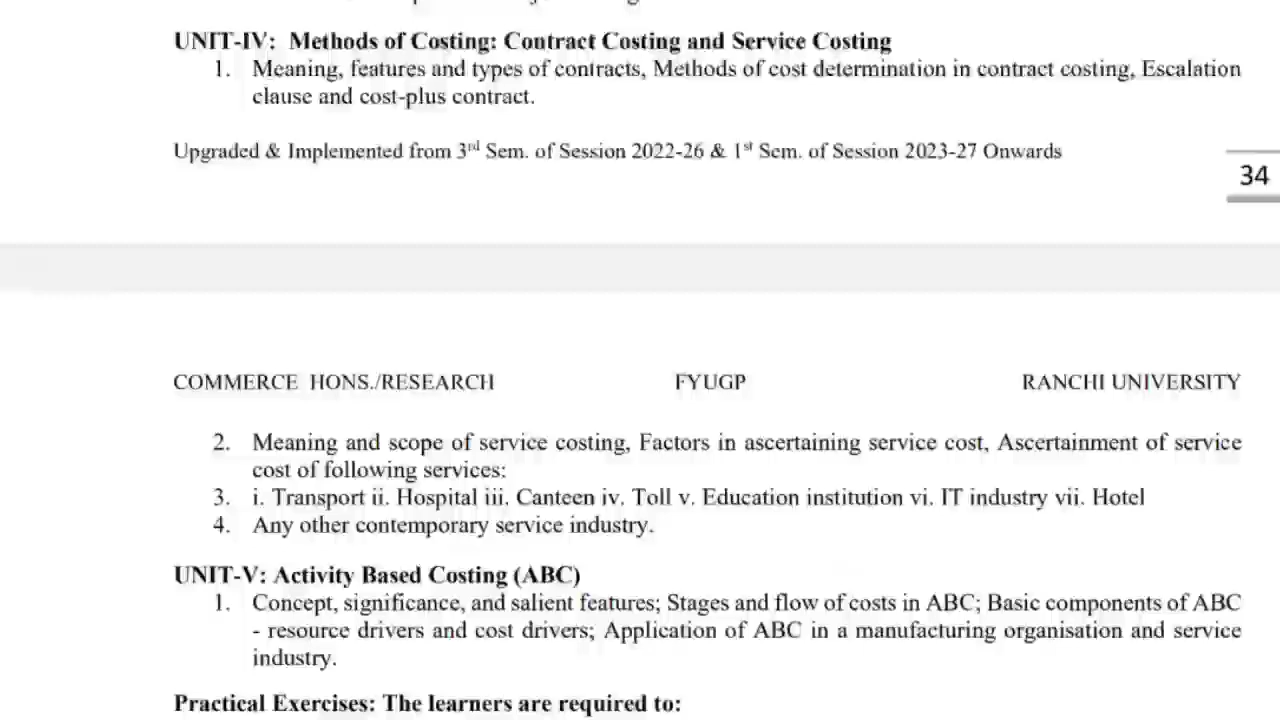 UNIT-IV: Methods of Costing: Contract Costing and Service Costing
1. Meaning, features and types of contracts, Methods of cost determination in contract costing, Escalation
clause and cost-plus contract.
Upgraded & Implemented from 3rd Sem. of Session 2022-26 & 1st Sem. of Session 2023-27 Onwards
34
COMMERCE HONS./RESEARCH FYUGP RANCHI UNIVERSITY
2. Meaning and scope of service costing, Factors in ascertaining service cost, Ascertainment of service
cost of following services:
3. i. Transport ii. Hospital iii. Canteen iv. Toll v. Education institution vi. IT industry vii. Hotel
4. Any other contemporary service industry.
UNIT-V: Activity Based Costing (ABC)
1. Concept, significance, and salient features; Stages and flow of costs in ABC; Basic components of ABC
- resource drivers and cost drivers; Application of ABC in a manufacturing organisation and service
industry.
Practical Exercises: The learners are required to: